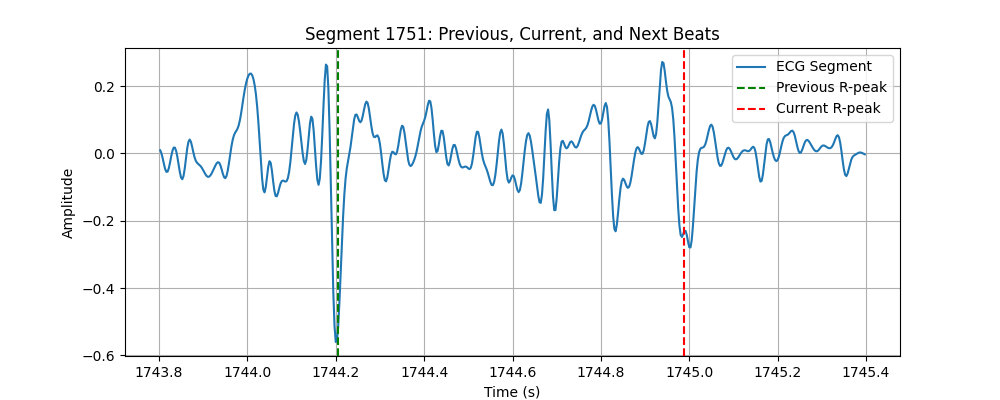 Segment 1751: Previous, Current, and Next Beats
ECG Segment
Previous R-peak
Current R-peak
Amplitude
0.2
0.0
−0.2
−0.4
−0.6
1743.8 1744.0 1744.2 1744.4 1744.6 1744.8 1745.0 1745.2 1745.4
Time (s)